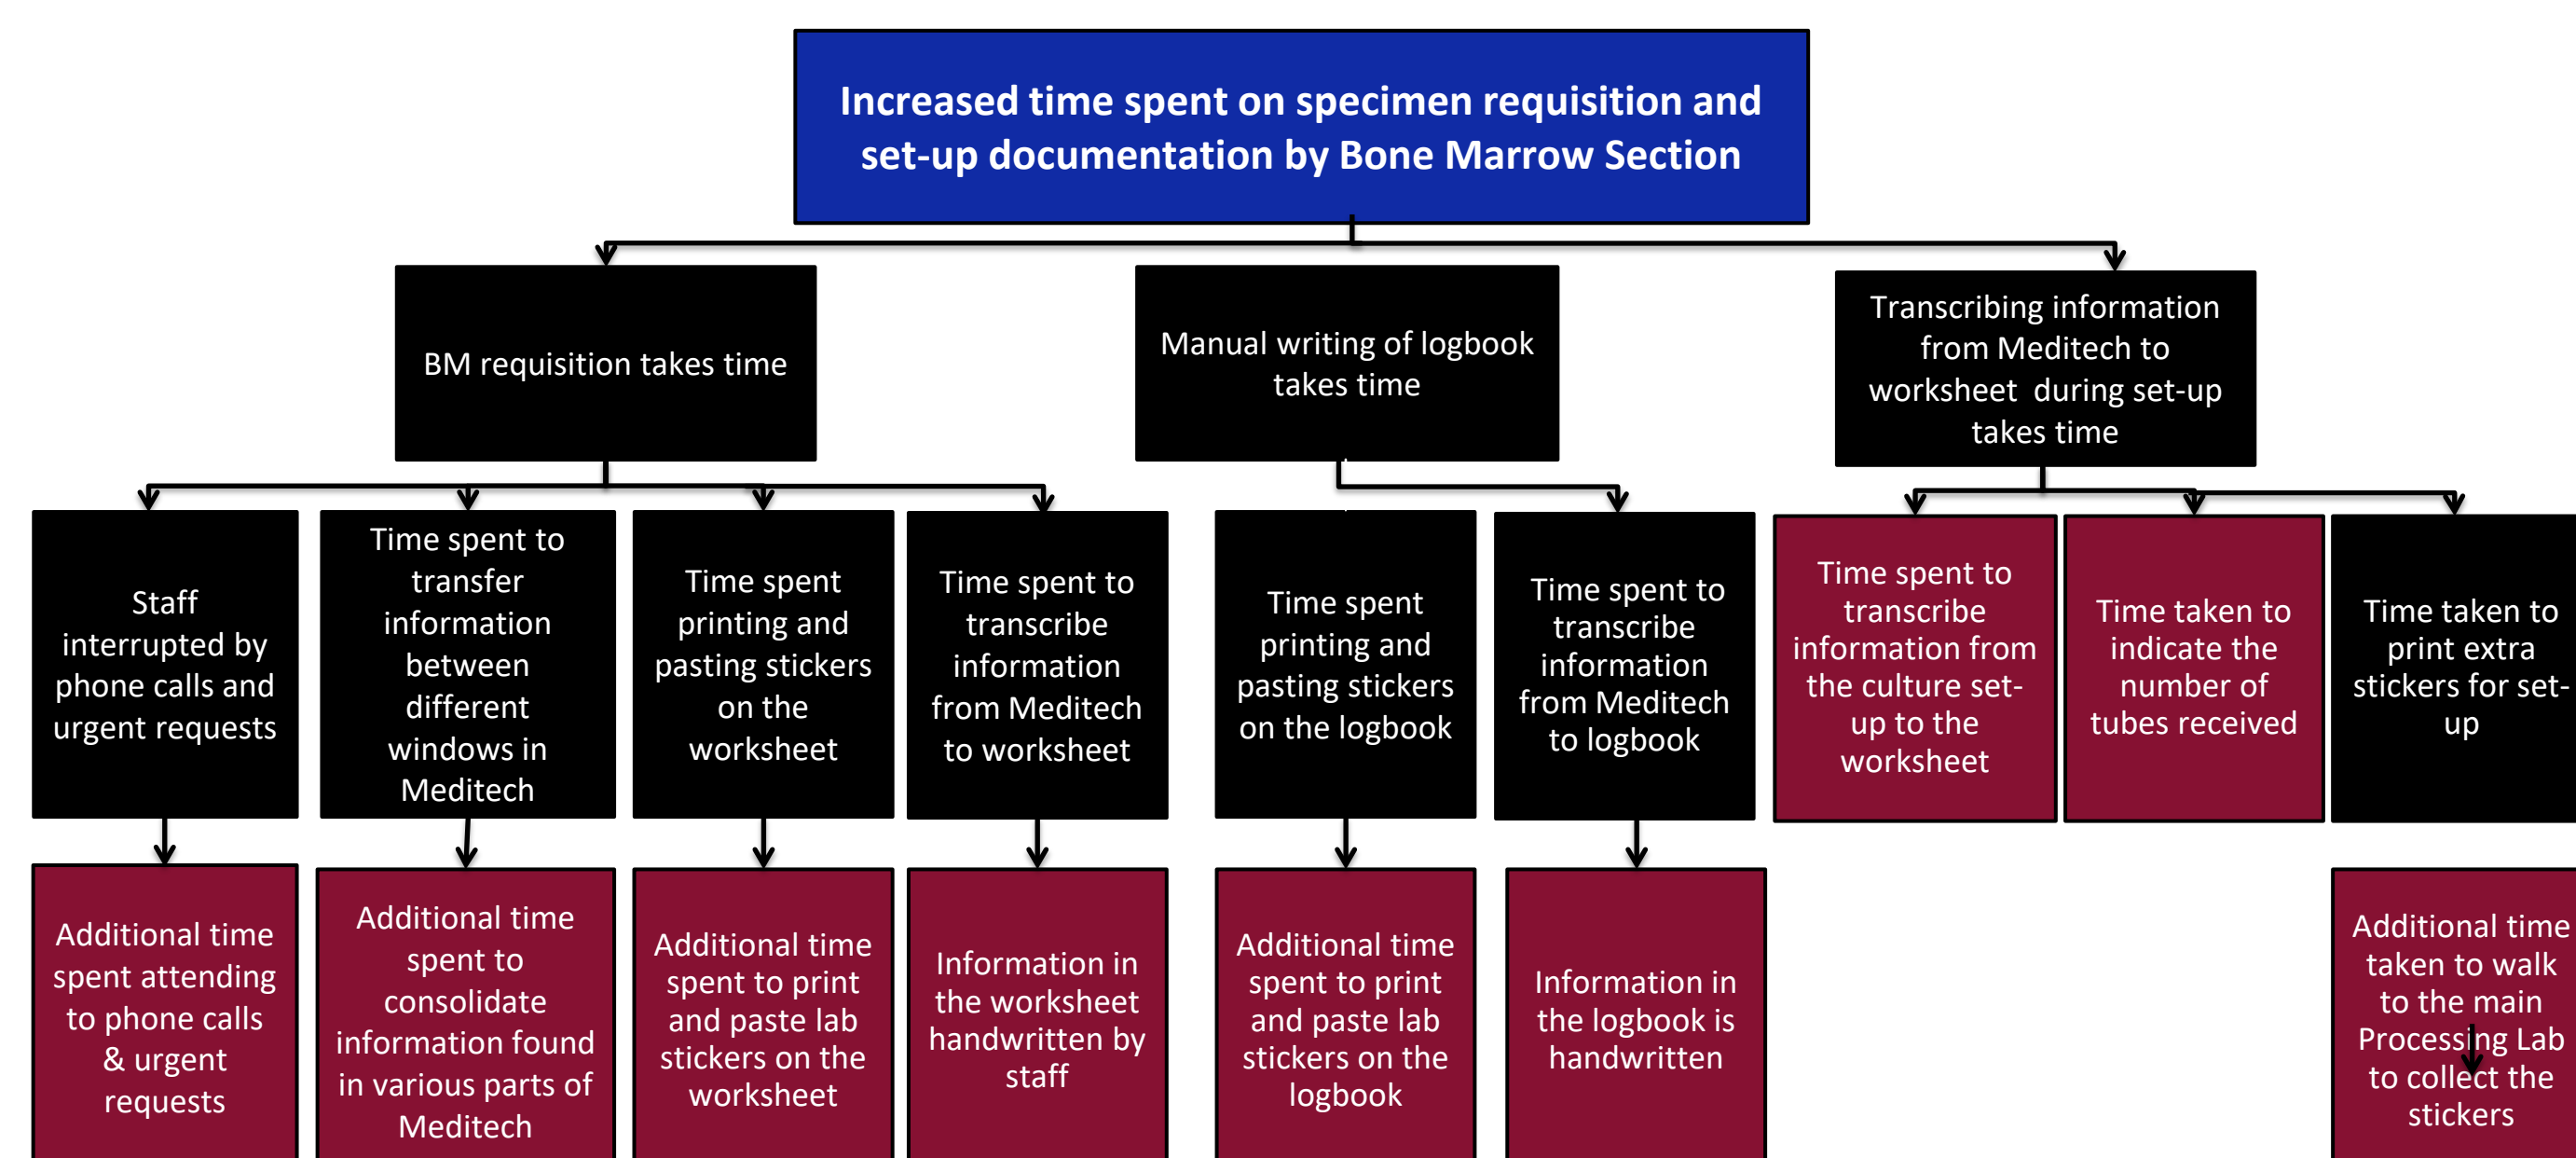 Increased time spent on specimen requisition and
set-up documentation by Bone Marrow Section
BM requisition takes time
Manual writing of logbook
takes time
Transcribing information
from Meditech to
worksheet  during set-up
takes time
Staff
interrupted by
phone calls and
urgent requests
Time spent to
transfer
information
between
different
windows in
Meditech
Time spent
printing and
pasting stickers
on the
worksheet
Time spent to
transcribe
information
from Meditech
to worksheet
Time spent
printing and
pasting stickers
on the logbook
Time spent to
transcribe
information
from Meditech
to logbook
Time spent to
transcribe
information from
the culture set-
up to the
worksheet
Time taken to
indicate the
number of
tubes received
Time taken to
print extra
stickers for set-
up
Additional time
spent attending
to phone calls
& urgent
requests
Additional time
spent to
consolidate
information found
in various parts of
Meditech
Additional time
spent to print
and paste lab
stickers on the
worksheet
Information in
the worksheet
handwritten by
staff
Additional time
spent to print
and paste lab
stickers on the
logbook
Information in
the logbook is
handwritten
Additional time
taken to walk
to the main
Processing Lab
to collect the
stickers